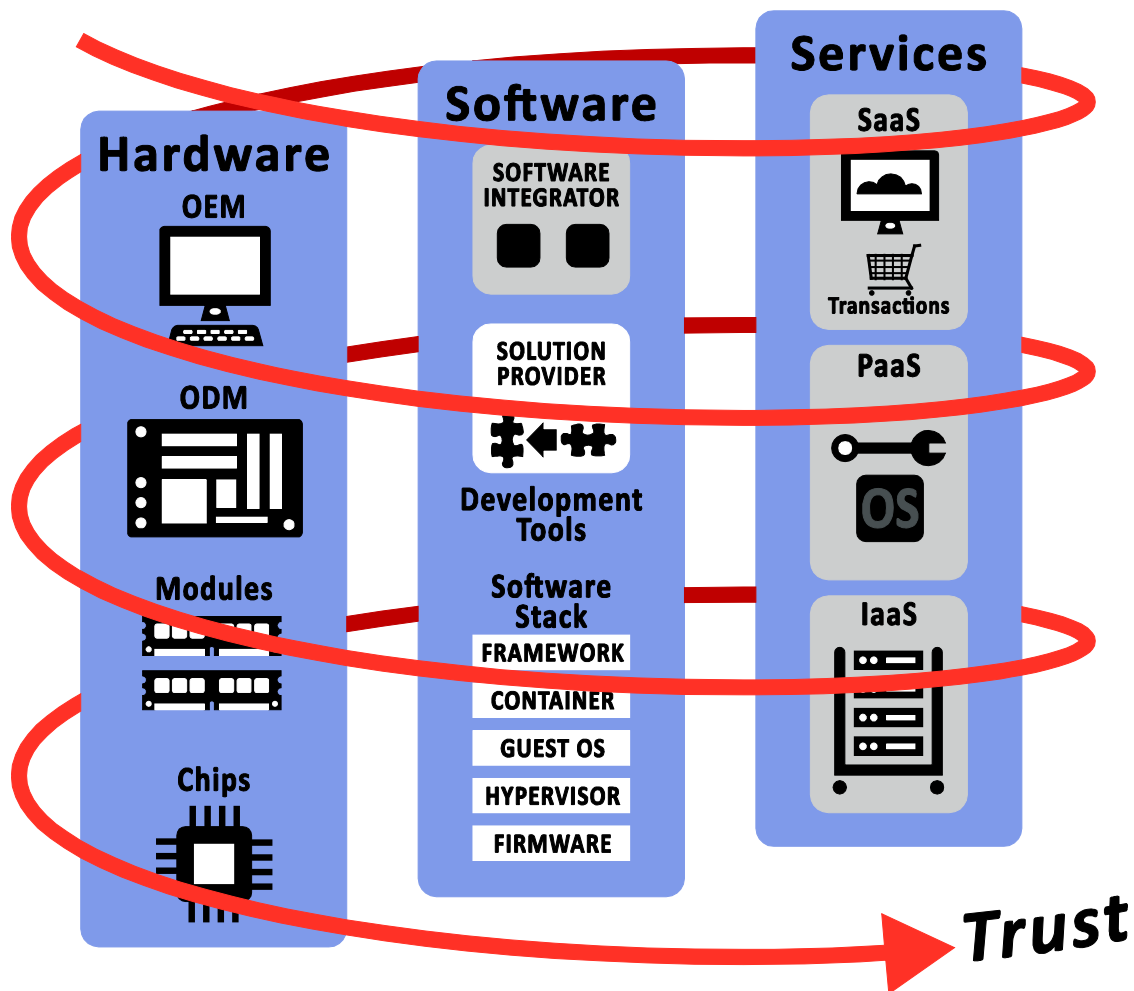 Hardware
OEM
ODM
Modules
Chips
Software
SOFTWARE
INTEGRATOR
SOLUTION
PROVIDER
Development
Tools
Software
Stack
FRAMEWORK
CONTAINER
GUEST OS
HYPERVISOR
FIRMWARE
Services
SaaS
Transactions
PaaS
OS
IaaS
Trust